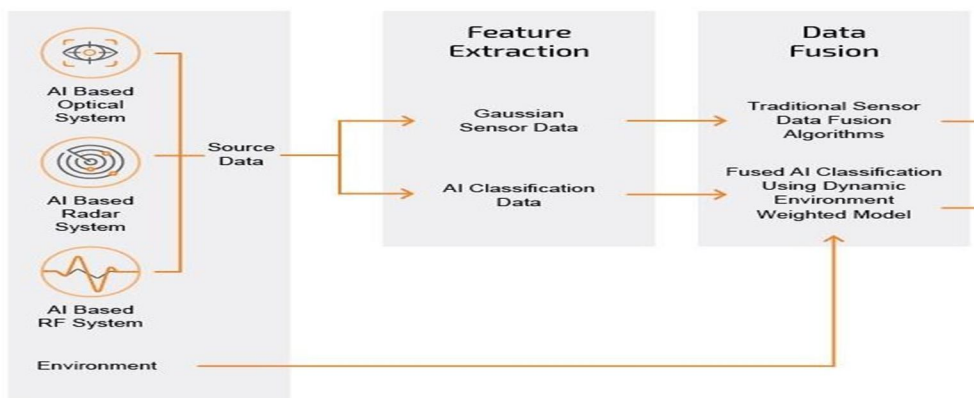 AI Based
Optical
System
AI Based
Radar
System
AI Based
RF System
Environment
Source
Data
Feature
Extraction
Gaussian
Sensor Data
AI Classification
Data
Data
Fusion
Traditional Sensor
Data Fusion
Algorithms
Fused AI Classification
Using Dynamic
Environment
Weighted Model